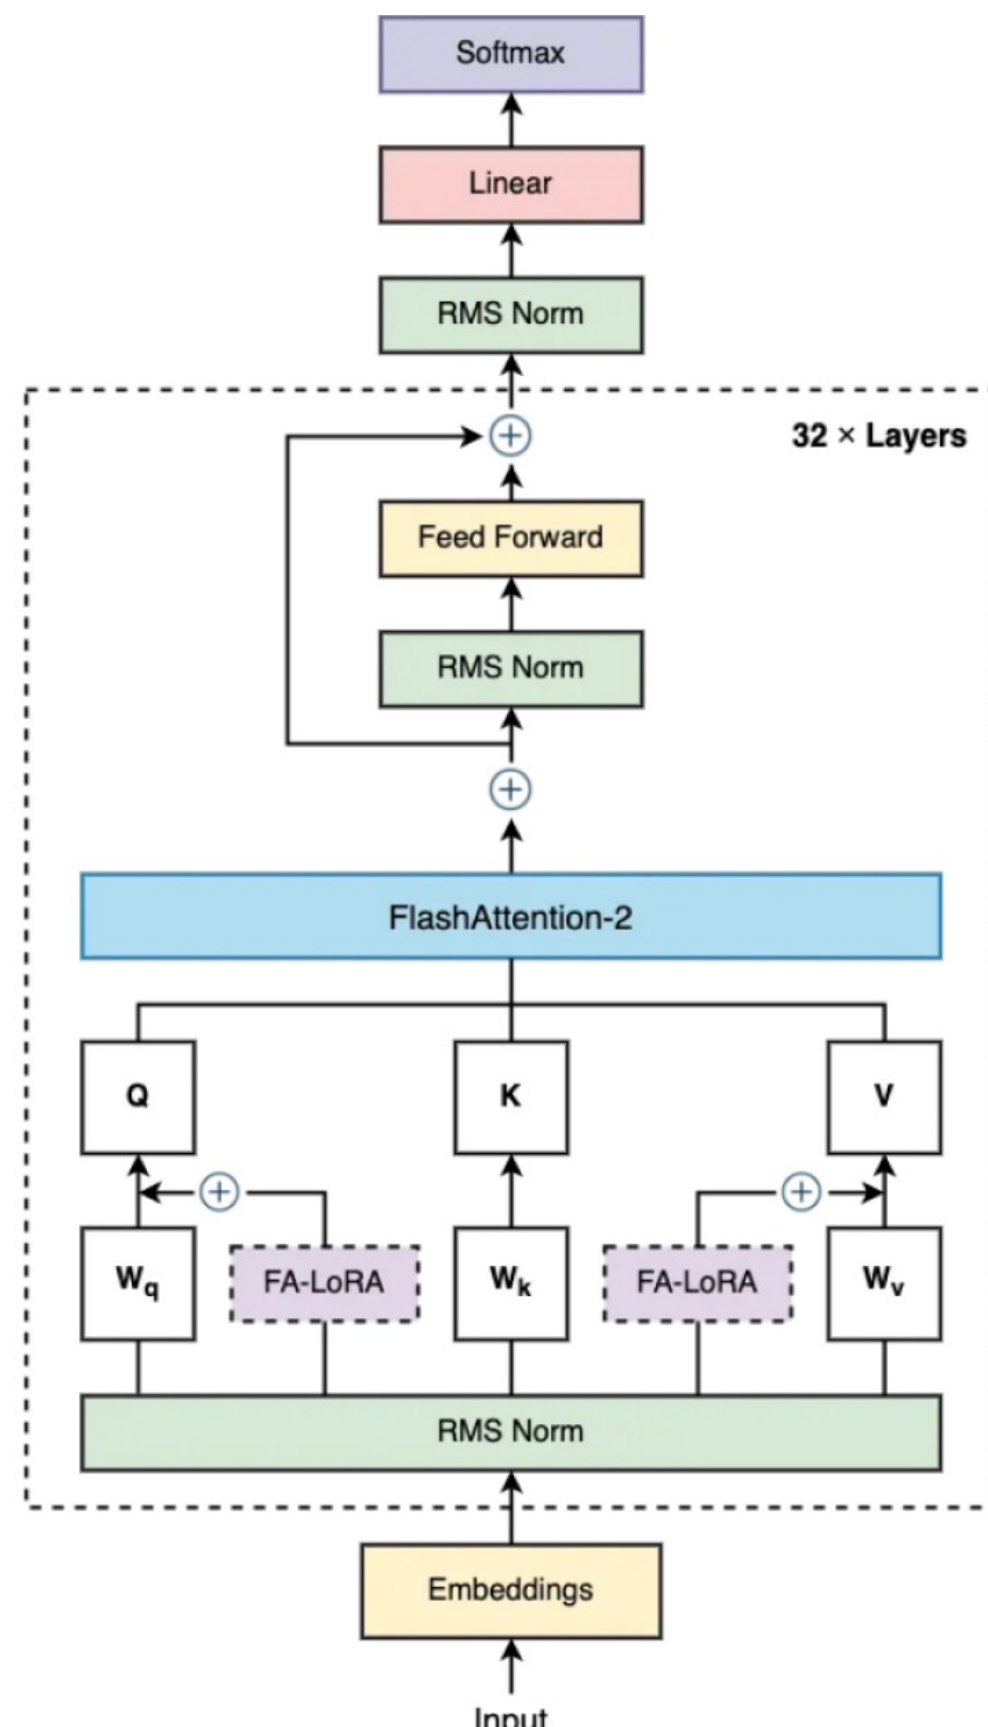 Softmax
Linear
RMS Norm
32 × Layers
Feed Forward
RMS Norm
FlashAttention-2
Q
K
V
Wq
FA-LoRA
Wk
FA-LoRA
Wv
RMS Norm
Embeddings
Input